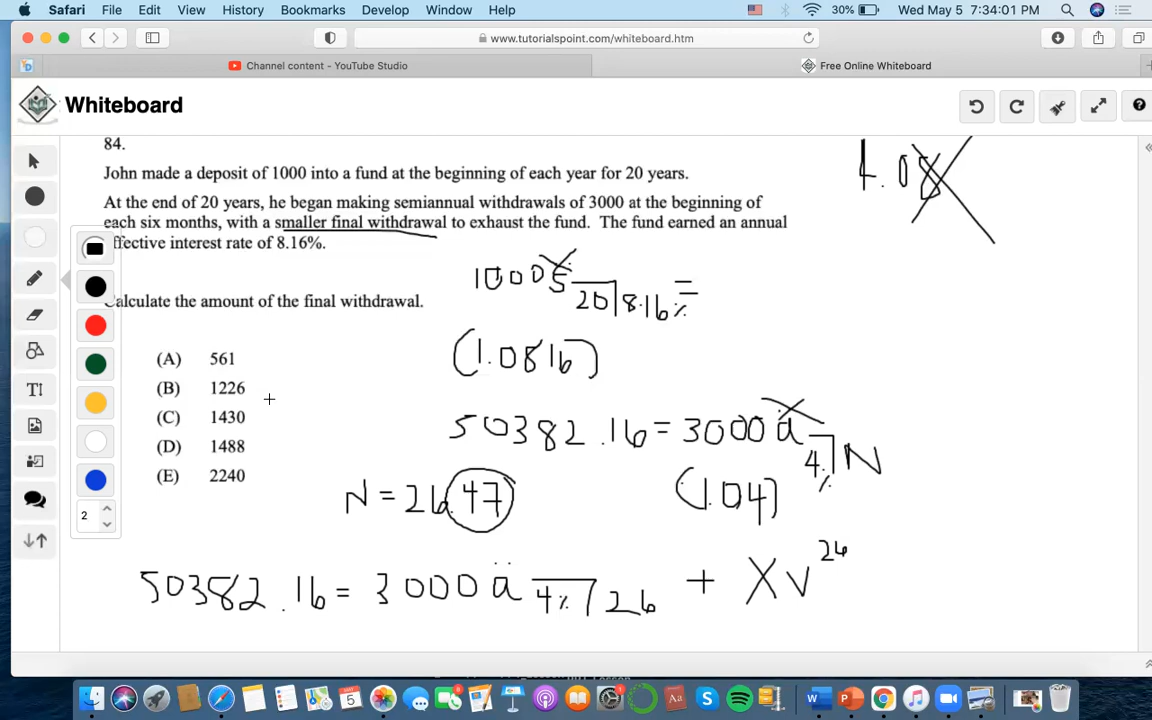 Safari File Edit View History Bookmarks Develop Window Help 30% Wed May 5 7:34:01 PM
www.tutorialspoint.com/whiteboard.htm
Channel content - YouTube Studio Free Online Whiteboard
Whiteboard
84.
1.08
John made a deposit of 1000 into a fund at the beginning of each year for 20 years.
At the end of 20 years, he began making semiannual withdrawals of 3000 at the beginning of
each six months, with a smaller final withdrawal to exhaust the fund. The fund earned an annual
effective interest rate of 8.16%.
1000 s 20 8.16% =
Calculate the amount of the final withdrawal.
(1.0816)
(A) 561
(B) 1226
(C) 1430
(D) 1488
(E) 2240
50382.16 = 3000 ä 4% N
(1.04)
N = 26.47
50382.16 = 3000 ä 4% 26 + X v 26
2
TI